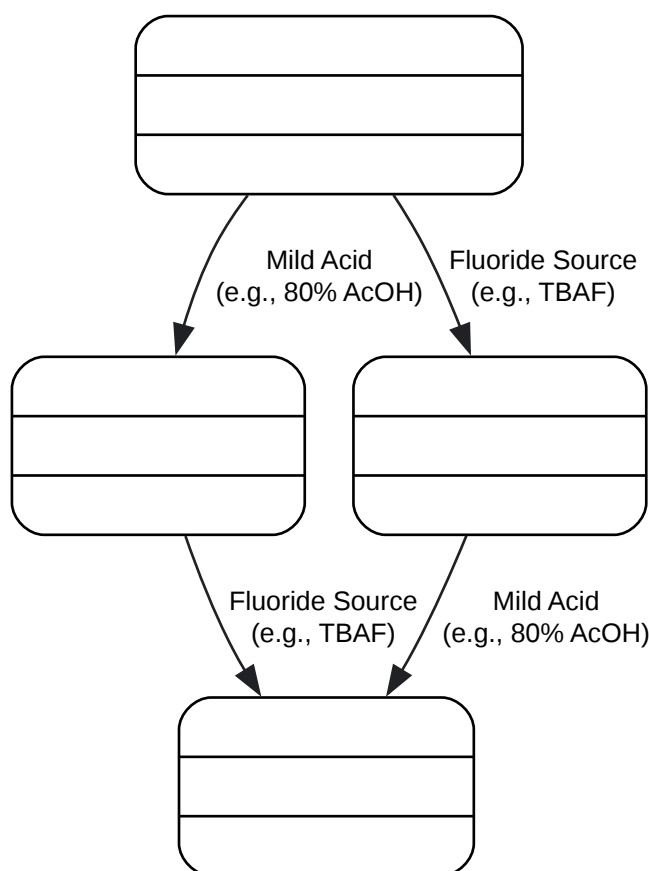 Mild Acid
(e.g., 80% AcOH)
Fluoride Source
(e.g., TBAF)
Fluoride Source
(e.g., TBAF)
Mild Acid
(e.g., 80% AcOH)